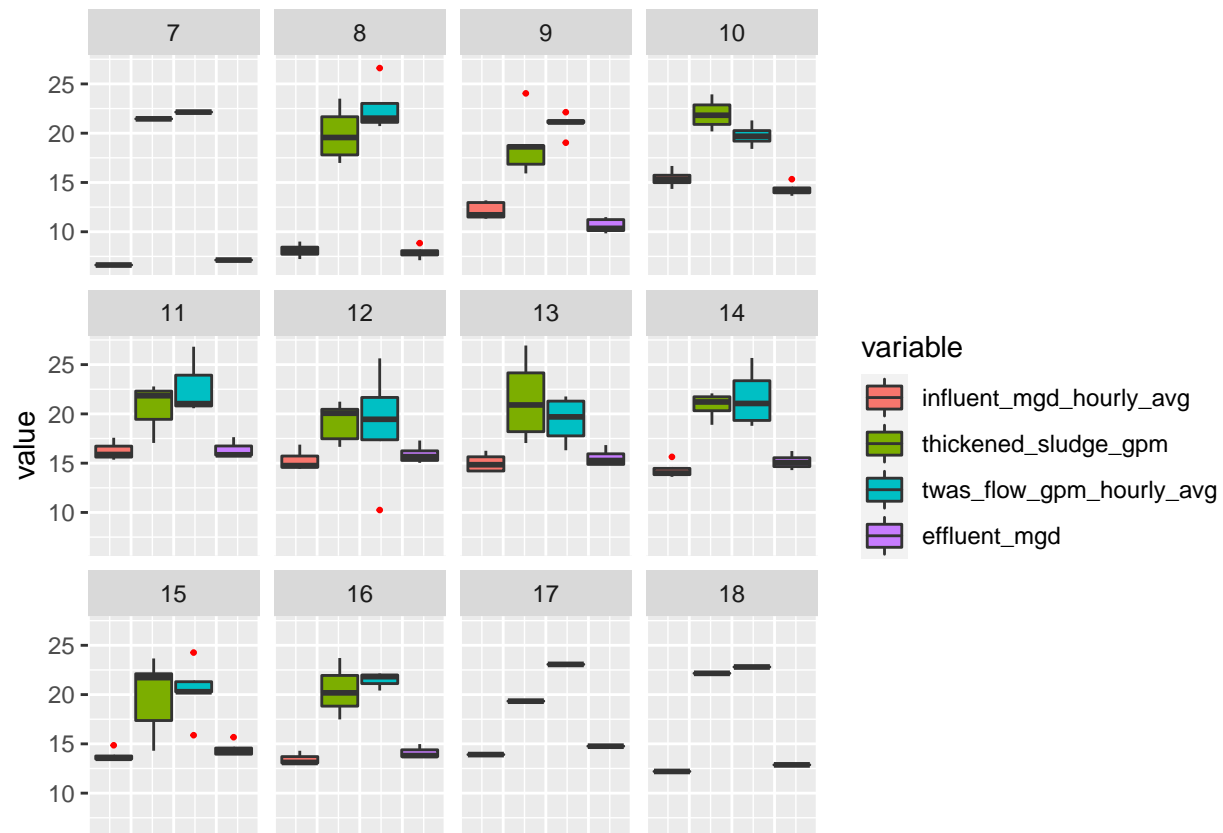 7 8 9 10
25
20
15
10
11 12 13 14
25
20
15
10
15 16 17 18
25
20
15
10
value
variable
influent_mgd_hourly_avg
thickened_sludge_gpm
twas_flow_gpm_hourly_avg
effluent_mgd